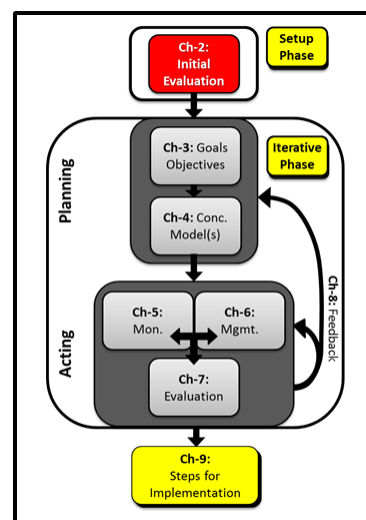 Ch-2:
Initial
Evaluation
Setup
Phase
Ch-3: Goals
Objectives
Iterative
Phase
Planning
Ch-4: Conc.
Model(s)
Ch-8: Feedback
Ch-5:
Mon.
Ch-6:
Mgmt.
Acting
Ch-7:
Evaluation
Ch-9:
Steps for
Implementation